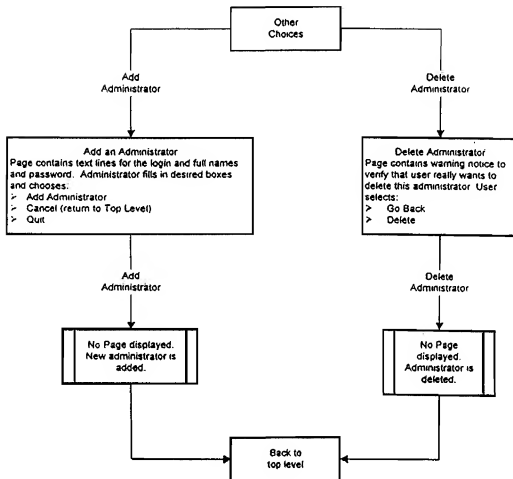 Other
Choices
Add
Administrator
Delete
Administrator
Add an Administrator
Page contains text lines for the login and full names
and password. Administrator fills in desired boxes
and chooses:
➢ Add Administrator
➢ Cancel (return to Top Level)
➢ Quit
Delete Administrator
Page contains warning notice to
verify that user really wants to
delete this administrator User
selects:
➢ Go Back
➢ Delete
Add
Administrator
Delete
Administrator
No Page displayed.
New administrator is
added.
No Page
displayed.
Administrator is
deleted.
Back to
top level